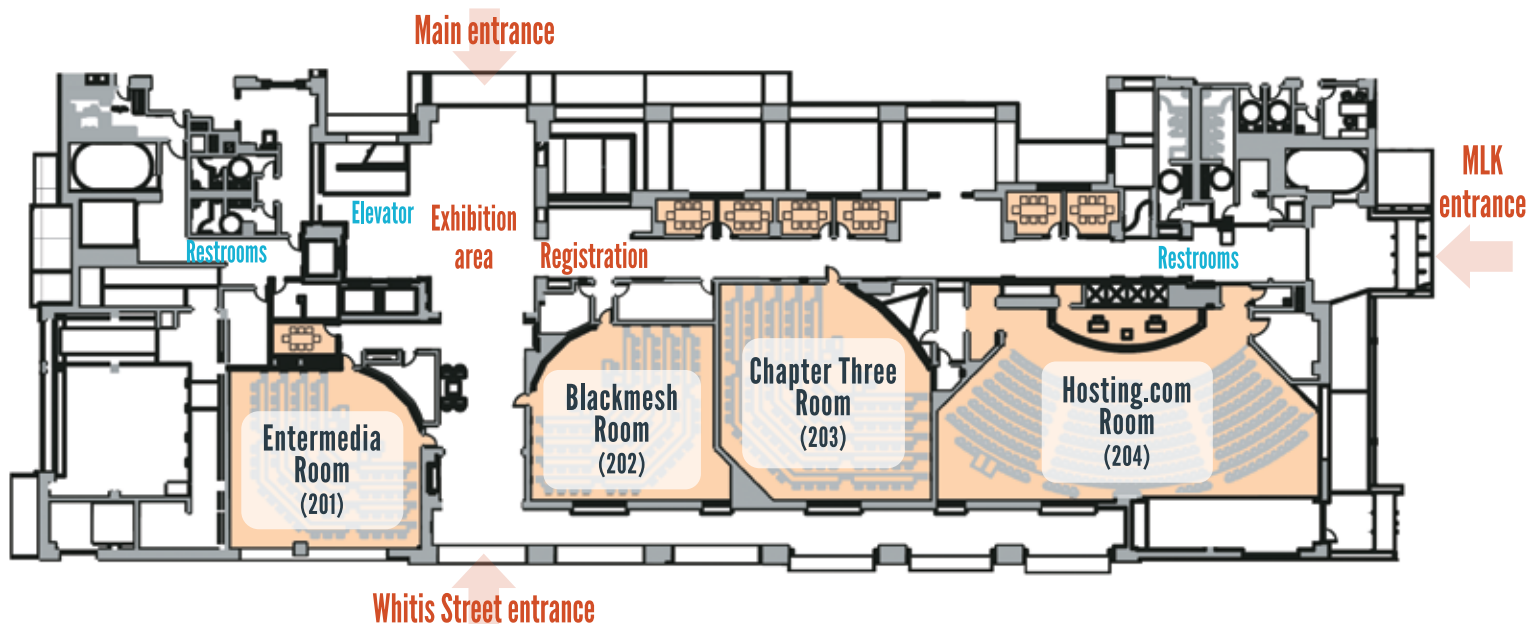 Main entrance
MLK
entrance
Elevator
Exhibition
area
Restrooms
Registration
Restrooms
Entermedia
Room
(201)
Blackmesh
Room
(202)
Chapter Three
Room
(203)
Hosting.com
Room
(204)
Whitis Street entrance